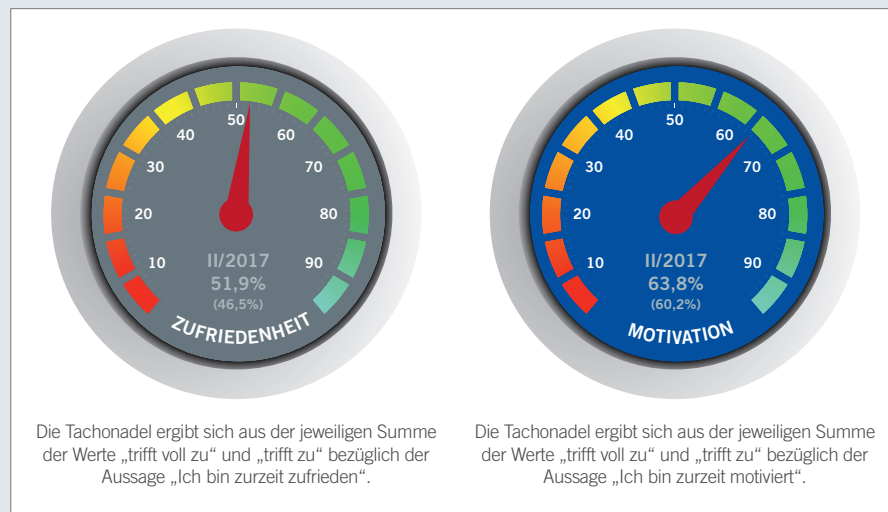 10
20
30
40
50
60
70
80
90
II/2017
51,9%
(46,5%)
ZUFRIEDENHEIT
Die Tachonadel ergibt sich aus der jeweiligen Summe
der Werte „trifft voll zu“ und „trifft zu“ bezüglich der
Aussage „Ich bin zurzeit zufrieden“.
10
20
30
40
50
60
70
80
90
II/2017
63,8%
(60,2%)
MOTIVATION
Die Tachonadel ergibt sich aus der jeweiligen Summe
der Werte „trifft voll zu“ und „trifft zu“ bezüglich der
Aussage „Ich bin zurzeit motiviert“.